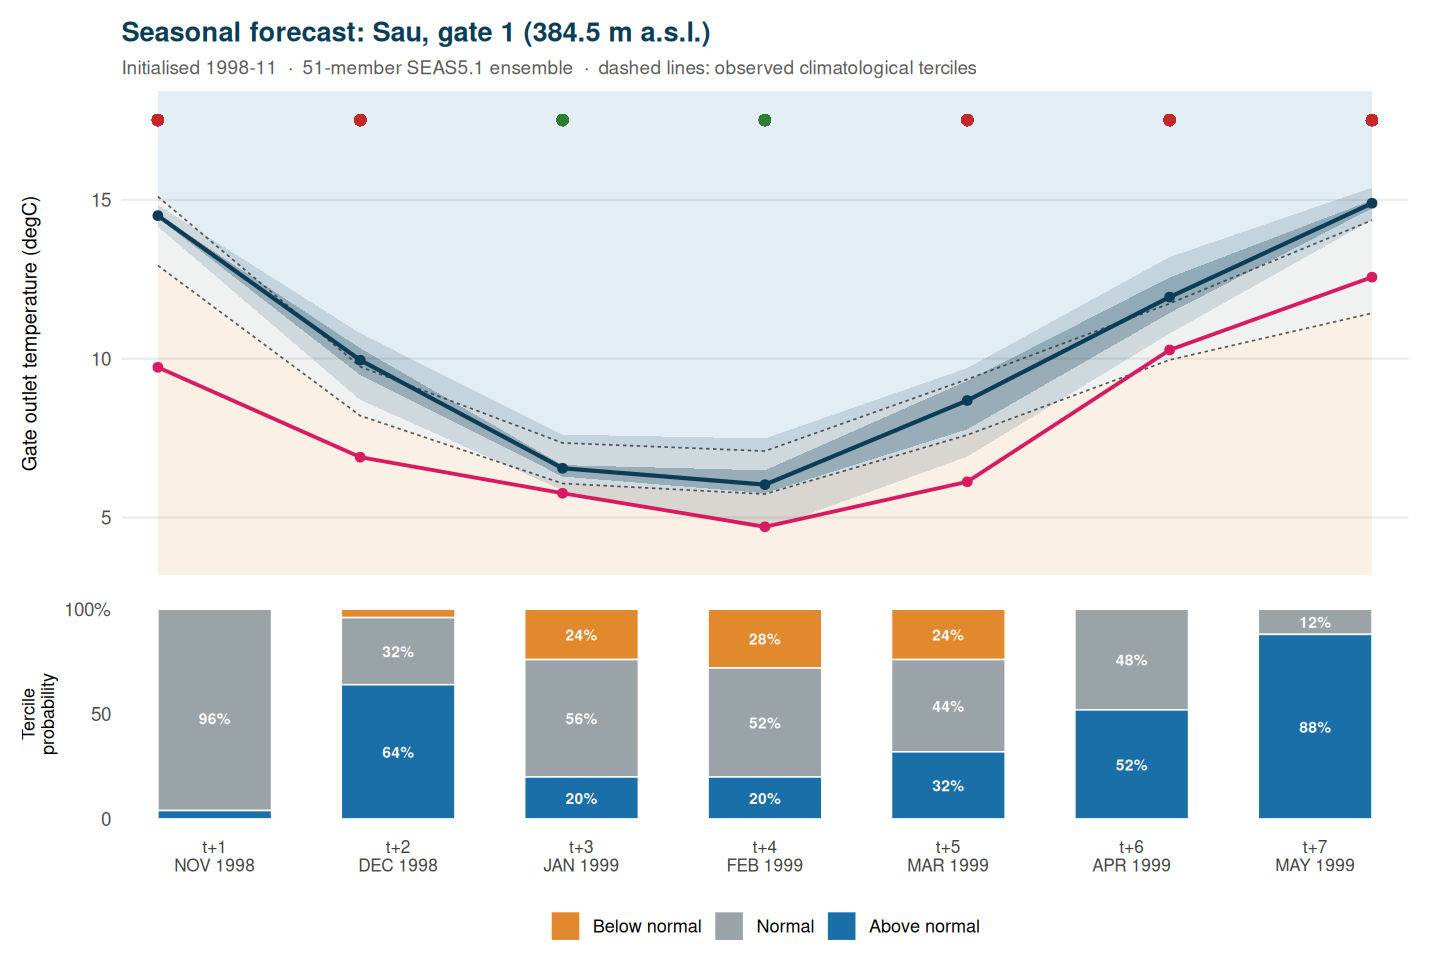 Seasonal forecast: Sau, gate 1 (384.5 m a.s.l.)
Initialised 1998-11 · 51-member SEAS5.1 ensemble · dashed lines: observed climatological terciles
Gate outlet temperature (degC)
15
10
5
Tercile
probability
100%
50
0
96%
32%
64%
24%
56%
20%
28%
52%
20%
24%
44%
32%
48%
52%
12%
88%
t+1
NOV 1998
t+2
DEC 1998
t+3
JAN 1999
t+4
FEB 1999
t+5
MAR 1999
t+6
APR 1999
t+7
MAY 1999
Below normal
Normal
Above normal